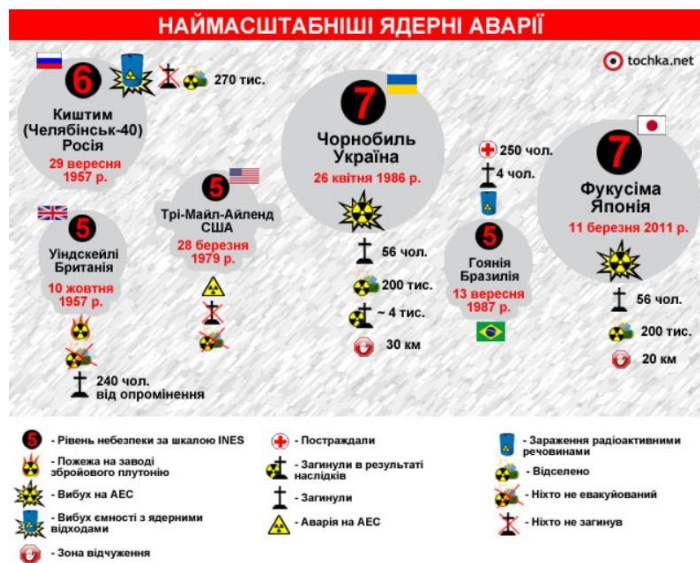 НАЙМАСШТАБНІШІ ЯДЕРНІ АВАРІЇ
tochka.net
6
270 тис.
Киштим
(Челябінськ-40)
Росія
29 вересня
1957 р.
5
Уіндскейлі
Британія
10 жовтня
1957 р.
240 чол.
від опромінення
5
Трі-Майл-Айленд
США
28 березня
1979 р.
7
Чорнобиль
Україна
26 квітня 1986 р.
56 чол.
200 тис.
~ 4 тис.
30 км
250 чол.
4 чол.
5
Гоянія
Бразилія
13 вересня
1987 р.
7
Фукусіма
Японія
11 березня 2011 р.
56 чол.
200 тис.
20 км
5 - Рівень небезпеки за шкалою INES
- Пожежа на заводі
збройового плутонію
- Вибух на АЕС
- Вибух ємності з ядерними
відходами
- Зона відчуження
- Постраждали
- Загинули в результаті
наслідків
- Загинули
- Аварія на АЕС
- Зараження радіоактивними
речовинами
- Відселено
- Ніхто не евакуйований
- Ніхто не загинув